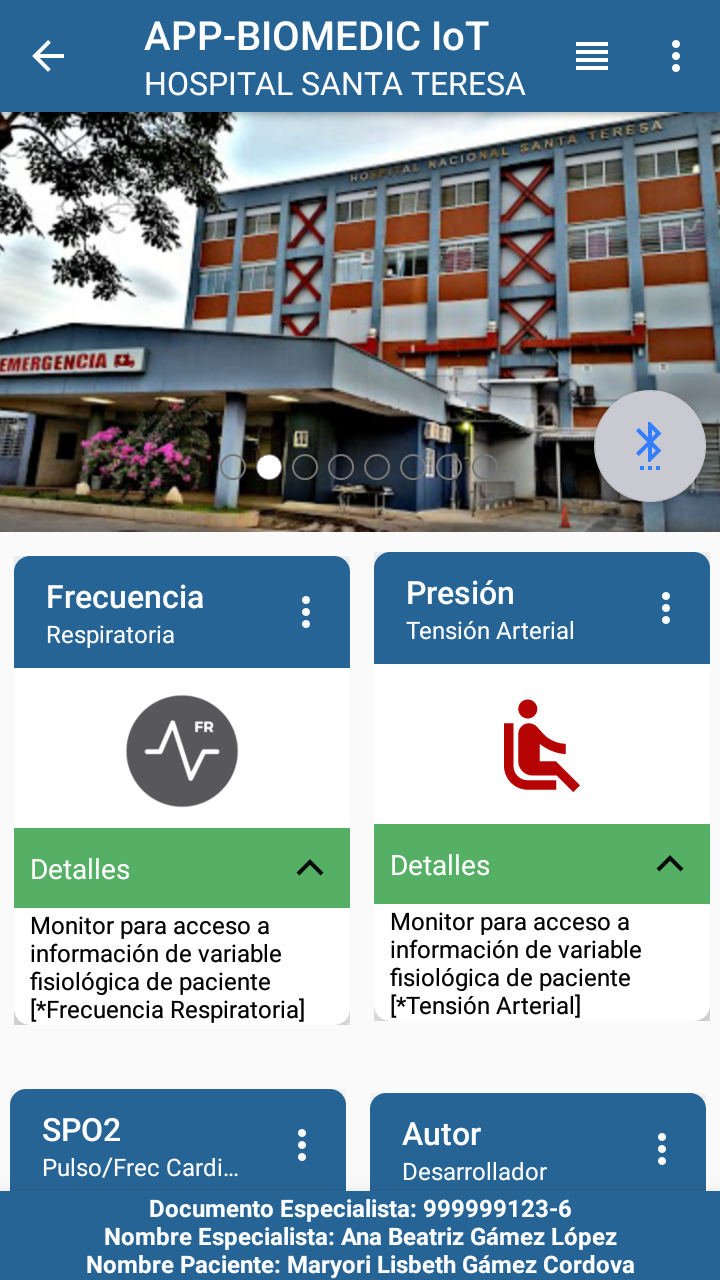 APP-BIOMEDIC IoT
HOSPITAL SANTA TERESA
HOSPITAL NACIONAL SANTA TERESA
EMERGENCIA
Frecuencia
Respiratoria
FR
Detalles
Monitor para acceso a
información de variable
fisiológica de paciente
[*Frecuencia Respiratoria]
Presión
Tensión Arterial
Detalles
Monitor para acceso a
información de variable
fisiológica de paciente
[*Tensión Arterial]
SPO2
Pulso/Frec Cardi...
Autor
Desarrollador
Documento Especialista: 999999123-6
Nombre Especialista: Ana Beatriz Gámez López
Nombre Paciente: Maryori Lisbeth Gámez Cordova